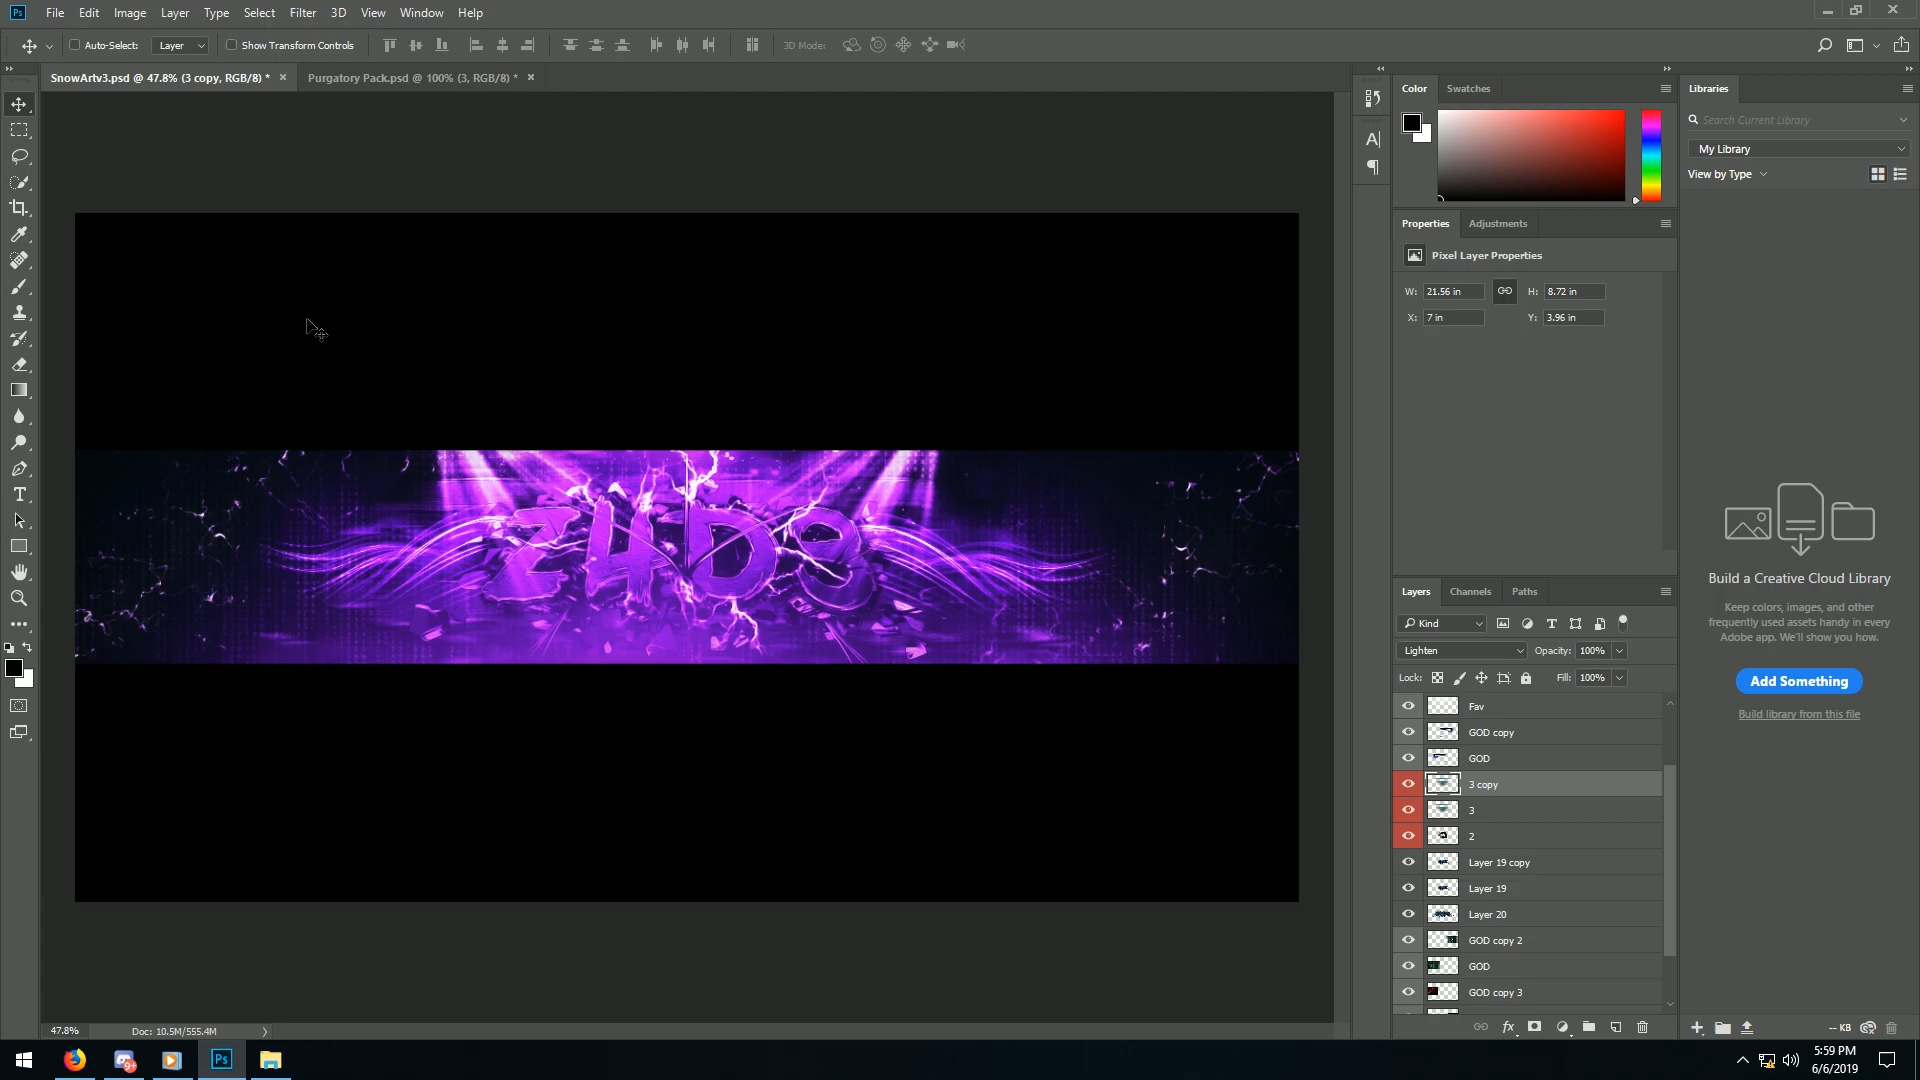 Ps File Edit Image Layer Type Select Filter 3D View Window Help
Auto-Select: Layer Show Transform Controls 3D Mode:
SnowArtv3.psd @ 47.8% (3 copy, RGB/8) * × Purgatory Pack.psd @ 100% (3, RGB/8) * ×
Color Swatches
Libraries
Search Current Library
My Library
View by Type
Properties Adjustments
Pixel Layer Properties
W: 21.56 in H: 8.72 in
X: 7 in Y: 3.96 in
Z4D8
Build a Creative Cloud Library
Keep colors, images, and other
frequently used assets handy in every
Adobe app. We'll show you how.
Add Something
Build library from this file
Layers Channels Paths
Kind
Lighten Opacity: 100%
Lock: Fill: 100%
Fav
GOD copy
GOD
3 copy
3
2
Layer 19 copy
Layer 19
Layer 20
GOD copy 2
GOD
GOD copy 3
fx
-- KB
47.8% Doc: 10.5M/555.4M
9+
Ps
5:59 PM
6/6/2019